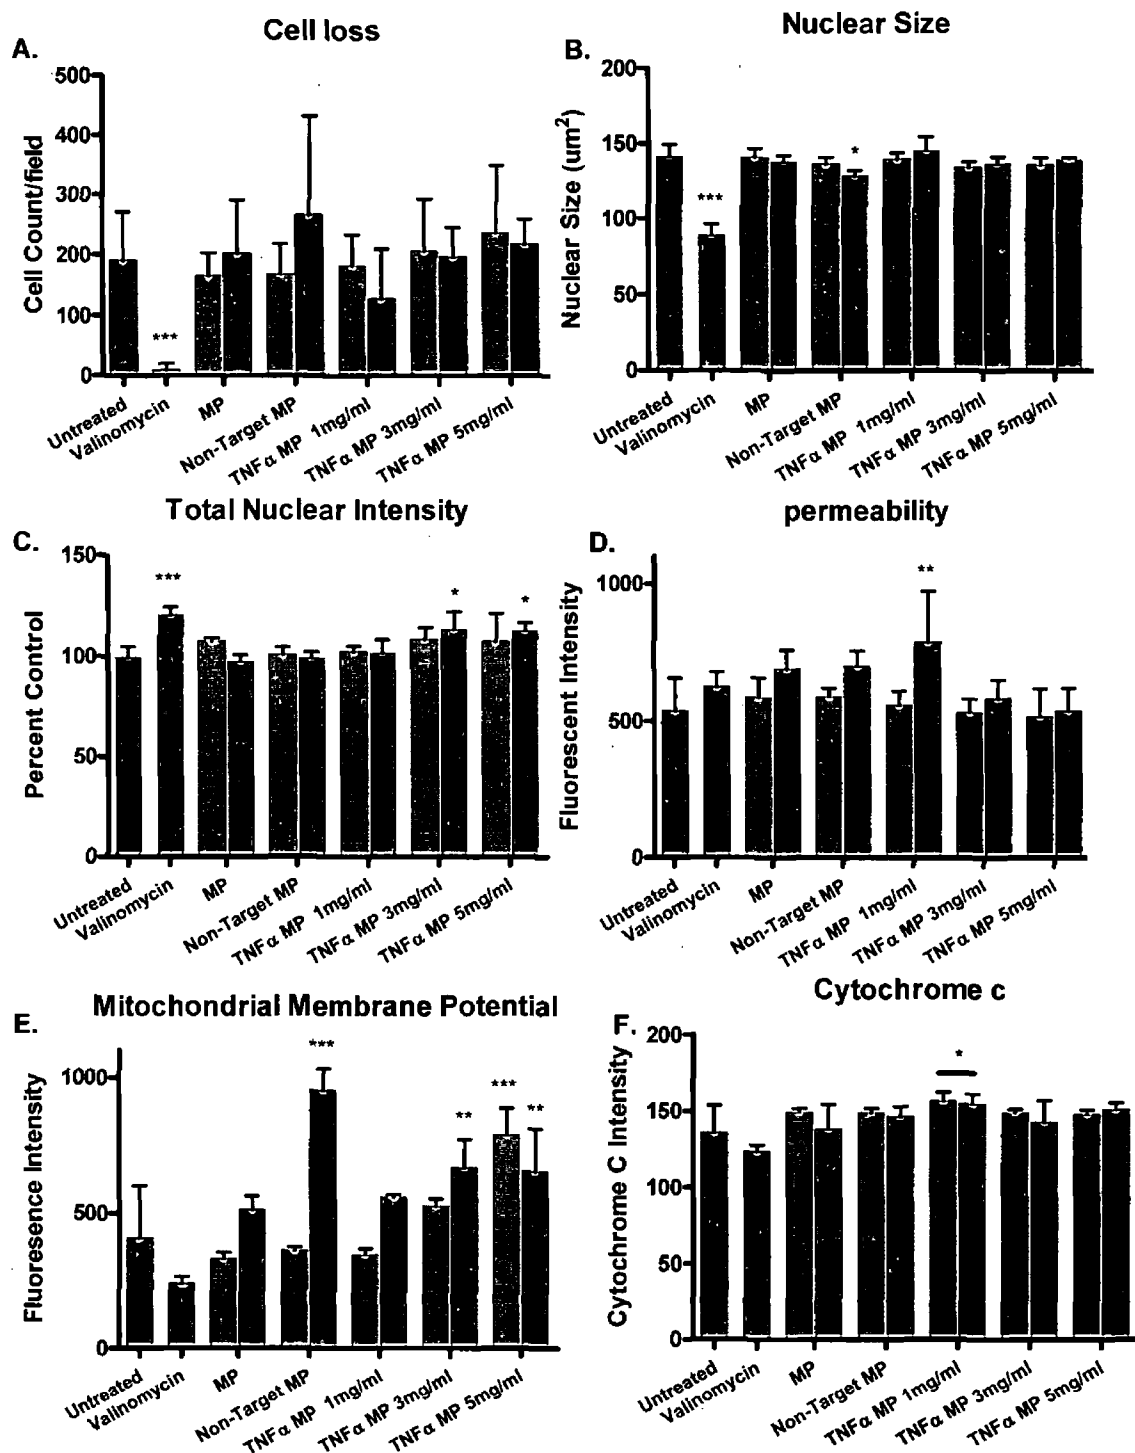 Cell loss
A.
500
400
300
200
100
0
Cell Count/field
***
Untreated
Valinomycin
MP
Non-Target MP
TNFα MP 1mg/ml
TNFα MP 3mg/ml
TNFα MP 5mg/ml
Nuclear Size
B.
200
150
100
50
0
Nuclear Size (um²)
***
*
Untreated
Valinomycin
MP
Non-Target MP
TNFα MP 1mg/ml
TNFα MP 3mg/ml
TNFα MP 5mg/ml
Total Nuclear Intensity
C.
150
100
50
0
Percent Control
***
*
*
Untreated
Valinomycin
MP
Non-Target MP
TNFα MP 1mg/ml
TNFα MP 3mg/ml
TNFα MP 5mg/ml
permeability
D.
1000
500
0
Fluorescent Intensity
**
Untreated
Valinomycin
MP
Non-Target MP
TNFα MP 1mg/ml
TNFα MP 3mg/ml
TNFα MP 5mg/ml
Mitochondrial Membrane Potential
E.
1000
500
0
Fluoresence Intensity
***
**
***
**
Untreated
Valinomycin
MP
Non-Target MP
TNFα MP 1mg/ml
TNFα MP 3mg/ml
TNFα MP 5mg/ml
Cytochrome c
F.
200
150
100
50
0
Cytochrome C Intensity
*
Untreated
Valinomycin
MP
Non-Target MP
TNFα MP 1mg/ml
TNFα MP 3mg/ml
TNFα MP 5mg/ml